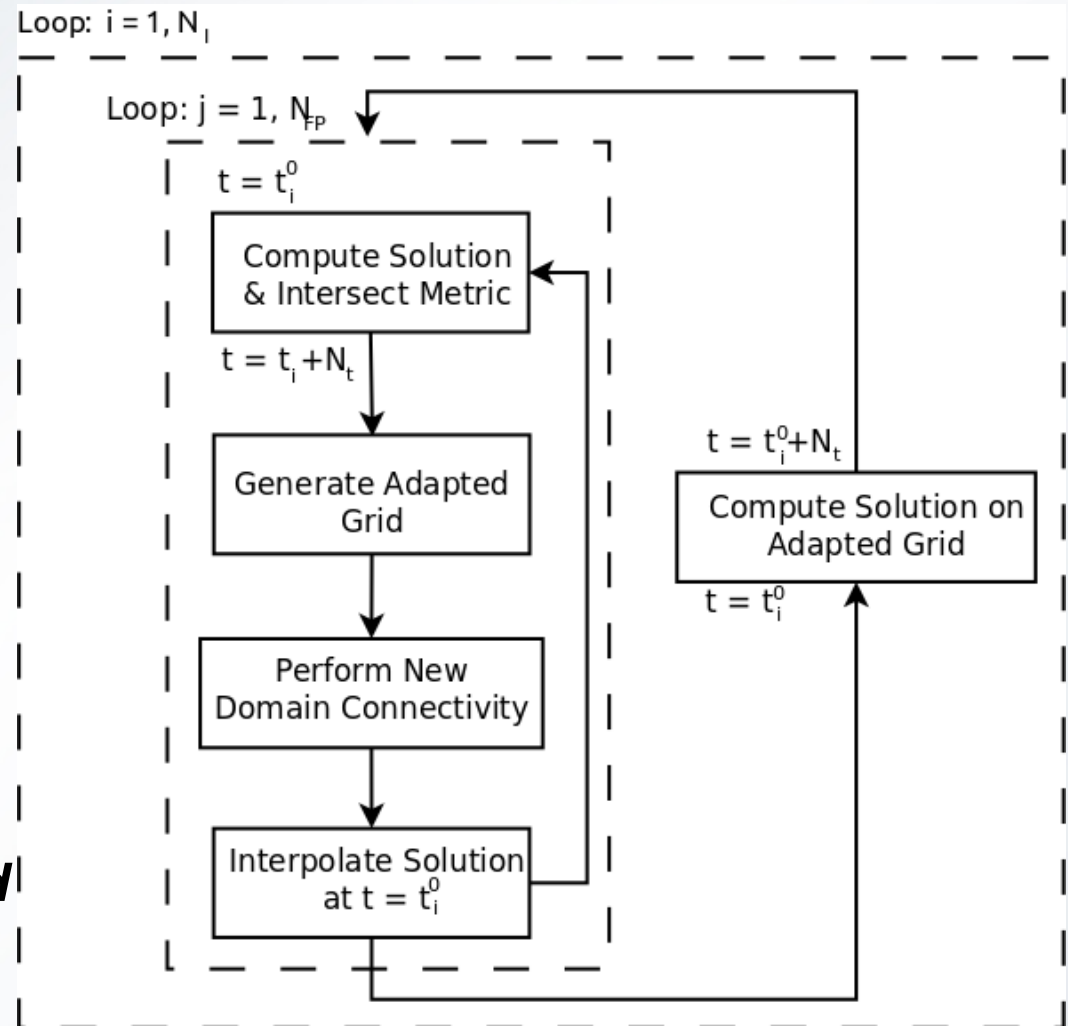 Loop: i = 1, N_I
Loop: j = 1, N_FP
t = t_i^0
Compute Solution
& Intersect Metric
t = t_i+N_t
Generate Adapted
Grid
Perform New
Domain Connectivity
Interpolate Solution
at t = t_i^0
t = t_i^0+N_t
Compute Solution on
Adapted Grid
t = t_i^0